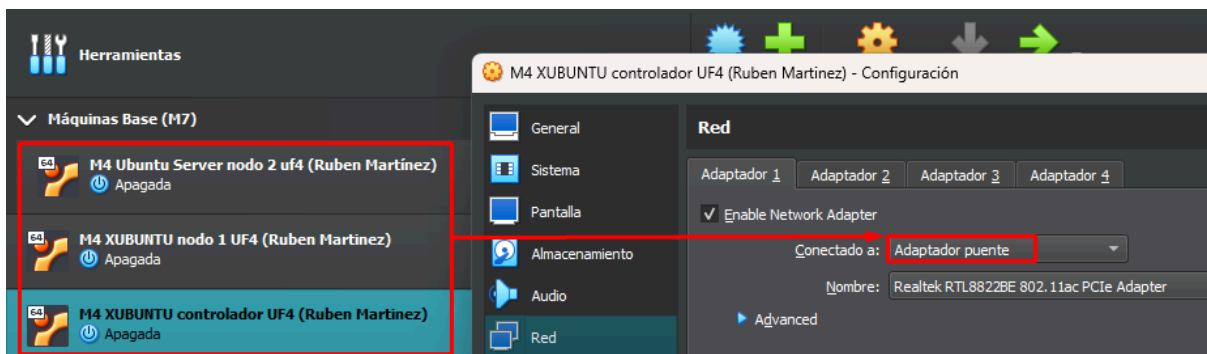 Herramientas
Máquinas Base (M7)
64
M4 Ubuntu Server nodo 2 uf4 (Ruben Martínez)
Apagada
64
M4 XUBUNTU nodo 1 UF4 (Ruben Martinez)
Apagada
64
M4 XUBUNTU controlador UF4 (Ruben Martinez)
Apagada
M4 XUBUNTU controlador UF4 (Ruben Martinez) - Configuración
General
Sistema
Pantalla
Almacenamiento
Audio
Red
Red
Adaptador 1 Adaptador 2 Adaptador 3 Adaptador 4
Enable Network Adapter
Conectado a: Adaptador puente
Nombre: Realtek RTL8822BE 802.11ac PCIe Adapter
Advanced